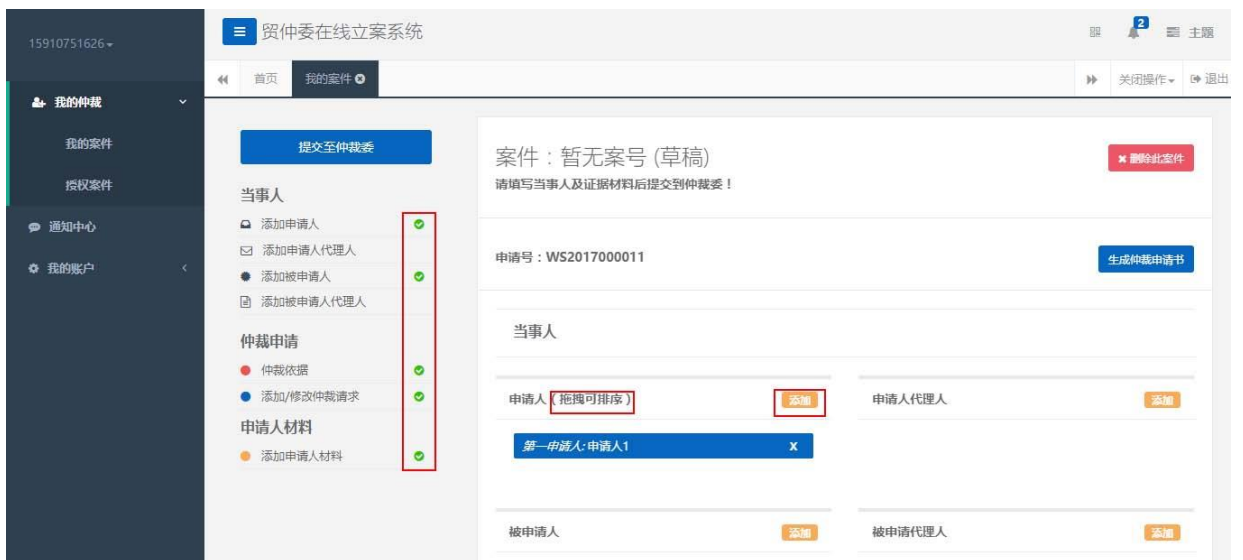 15910751626
贸仲委在线立案系统
2
主题
首页
我的案件
关闭操作
退出
我的仲裁
我的案件
授权案件
通知中心
我的账户
提交至仲裁委
当事人
添加申请人
添加申请人代理人
添加被申请人
添加被申请人代理人
仲裁申请
仲裁依据
添加/修改仲裁请求
申请人材料
添加申请人材料
案件：暂无案号 (草稿)
删除此案件
请填写当事人及证据材料后提交到仲裁委！
申请号：WS2017000011
生成仲裁申请书
当事人
申请人（拖拽可排序）
添加
申请人代理人
添加
第一申请人:申请人1
x
被申请人
添加
被申请代理人
添加